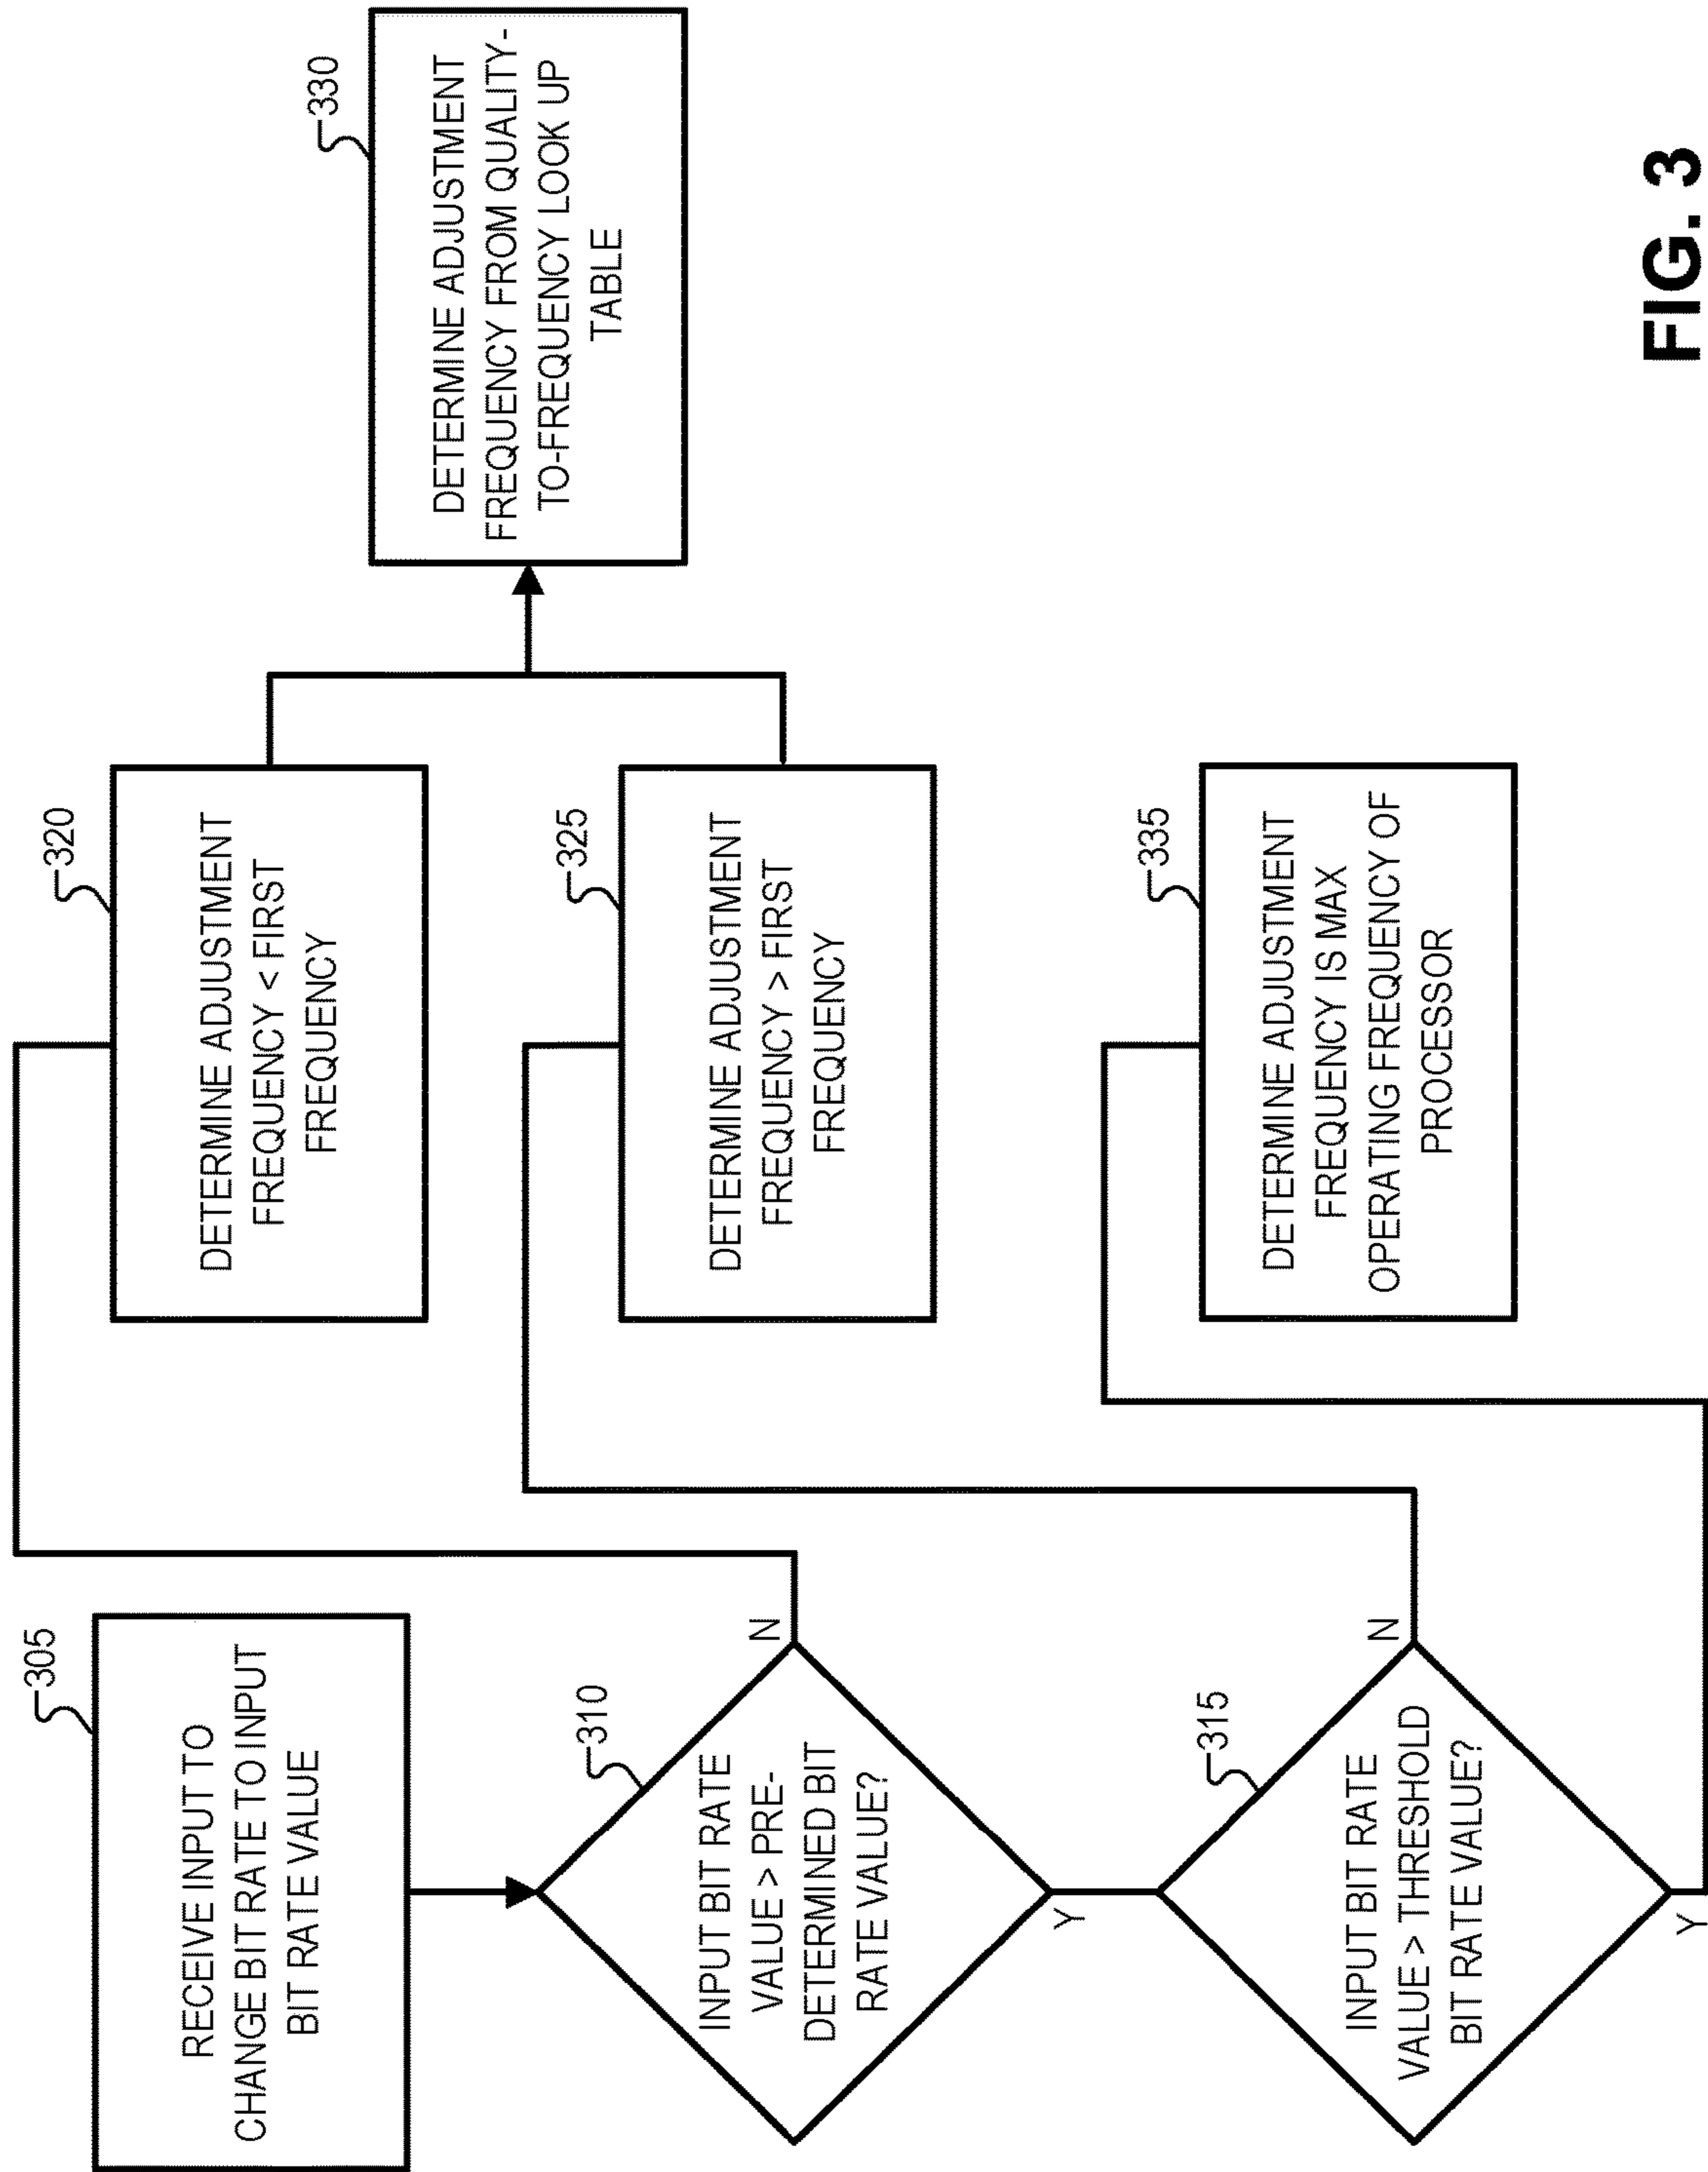 305
RECEIVE INPUT TO
CHANGE BIT RATE TO INPUT
BIT RATE VALUE
310
INPUT BIT RATE
VALUE > PRE-
DETERMINED BIT
RATE VALUE?
N
Y
315
INPUT BIT RATE
VALUE > THRESHOLD
BIT RATE VALUE?
N
Y
320
DETERMINE ADJUSTMENT
FREQUENCY < FIRST
FREQUENCY
325
DETERMINE ADJUSTMENT
FREQUENCY > FIRST
FREQUENCY
335
DETERMINE ADJUSTMENT
FREQUENCY IS MAX
OPERATING FREQUENCY OF
PROCESSOR
330
DETERMINE ADJUSTMENT
FREQUENCY FROM QUALITY-
TO-FREQUENCY LOOK UP
TABLE
FIG. 3